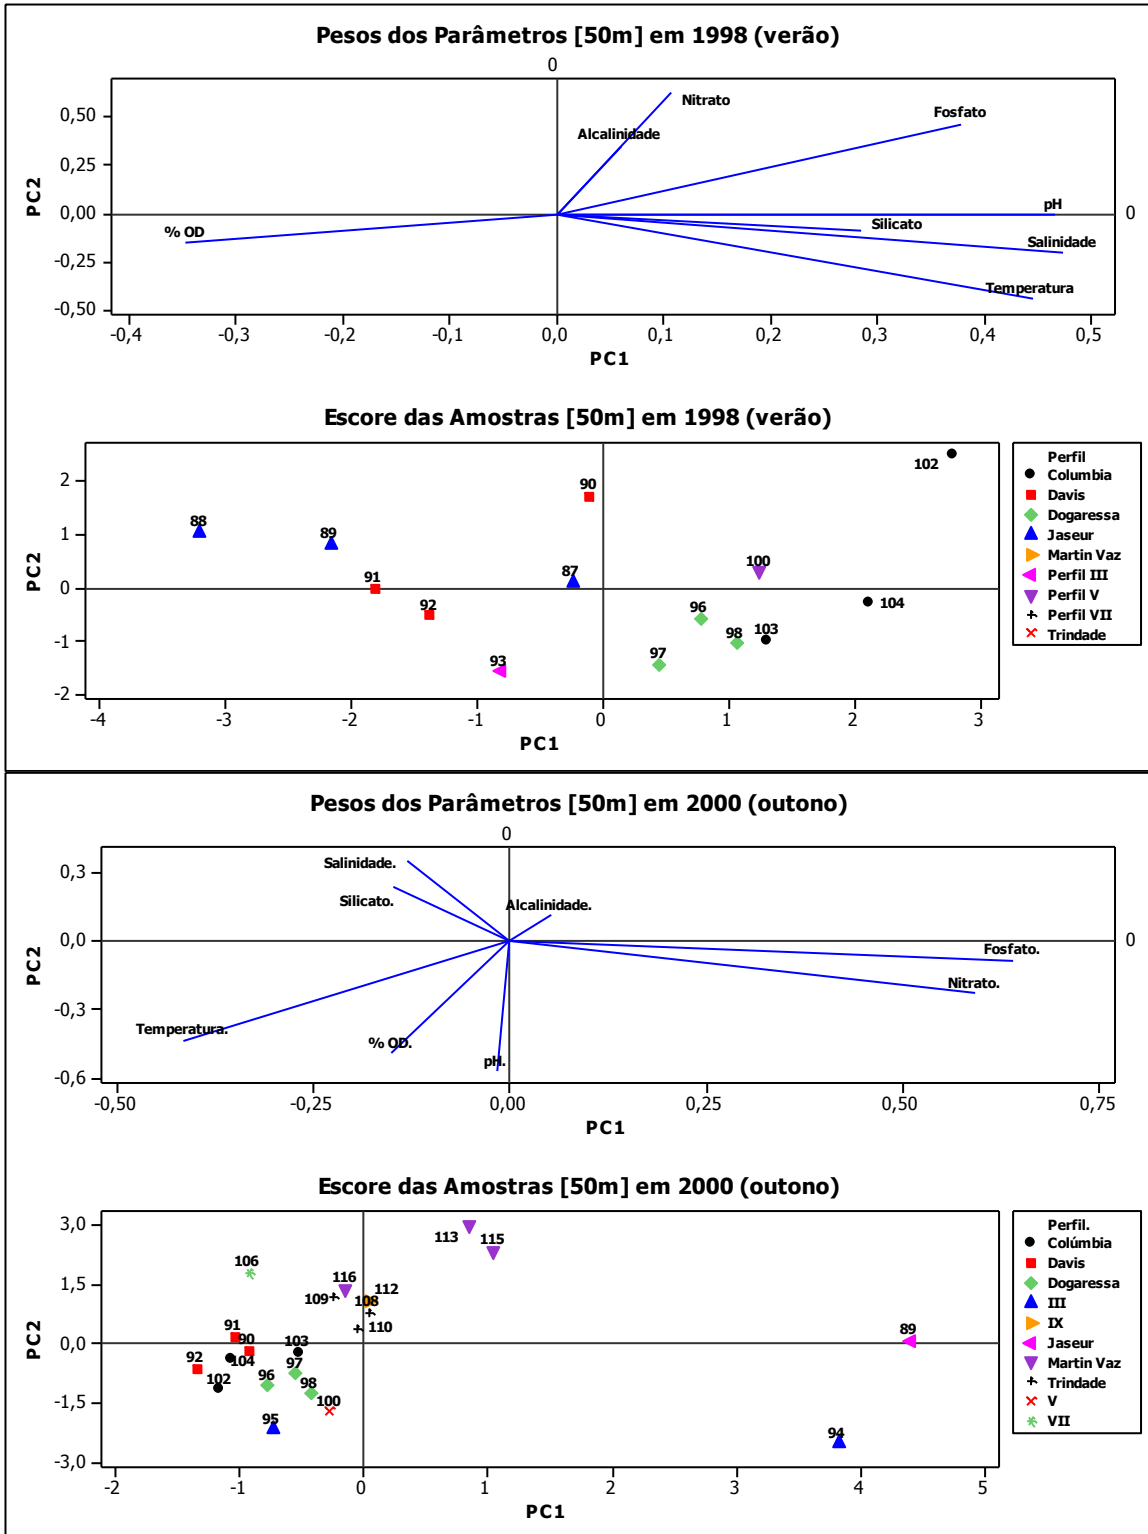 Pesos dos Parâmetros [50m] em 1998 (verão)
0
Nitrato
Fosfato
Alcalinidade
pH
0
Silicato
% OD
Salinidade
Temperatura
0,50
0,25
0,00
-0,25
-0,50
PC2
-0,4 -0,3 -0,2 -0,1 0,0 0,1 0,2 0,3 0,4 0,5
PC1
Escore das Amostras [50m] em 1998 (verão)
102
90
88
89
87
100
91
104
92
96
98
103
97
93
2
1
0
-1
-2
PC2
-4 -3 -2 -1 0 1 2 3
PC1
Perfil
Columbia
Davis
Dogaressa
Jaseur
Martin Vaz
Perfil III
Perfil V
Perfil VII
Trindade
Pesos dos Parâmetros [50m] em 2000 (outono)
0
Salinidade.
Silicato.
Alcalinidade.
0
Fosfato.
Nitrato.
Temperatura.
% OD.
pH.
0,3
0,0
-0,3
-0,6
PC2
-0,50 -0,25 0,00 0,25 0,50 0,75
PC1
Escore das Amostras [50m] em 2000 (outono)
113 115
106
116
112
109
108
110
91
90
103
89
92
104
97
102
96
98
100
95
94
3,0
1,5
0,0
-1,5
-3,0
PC2
-2 -1 0 1 2 3 4 5
PC1
Perfil.
Colúmbia
Davis
Dogaressa
III
IX
Jaseur
Martin Vaz
Trindade
V
VII